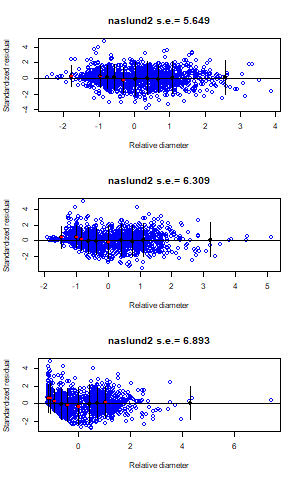 naslund2 s.e.= 5.649
Standardized residual
-4 -2 0 2 4
-2 -1 0 1 2 3 4
Relative diameter
naslund2 s.e.= 6.309
Standardized residual
-2 0 2 4
-2 -1 0 1 2 3 4 5
Relative diameter
naslund2 s.e.= 6.893
Standardized residual
-2 0 2 4
0 2 4 6
Relative diameter